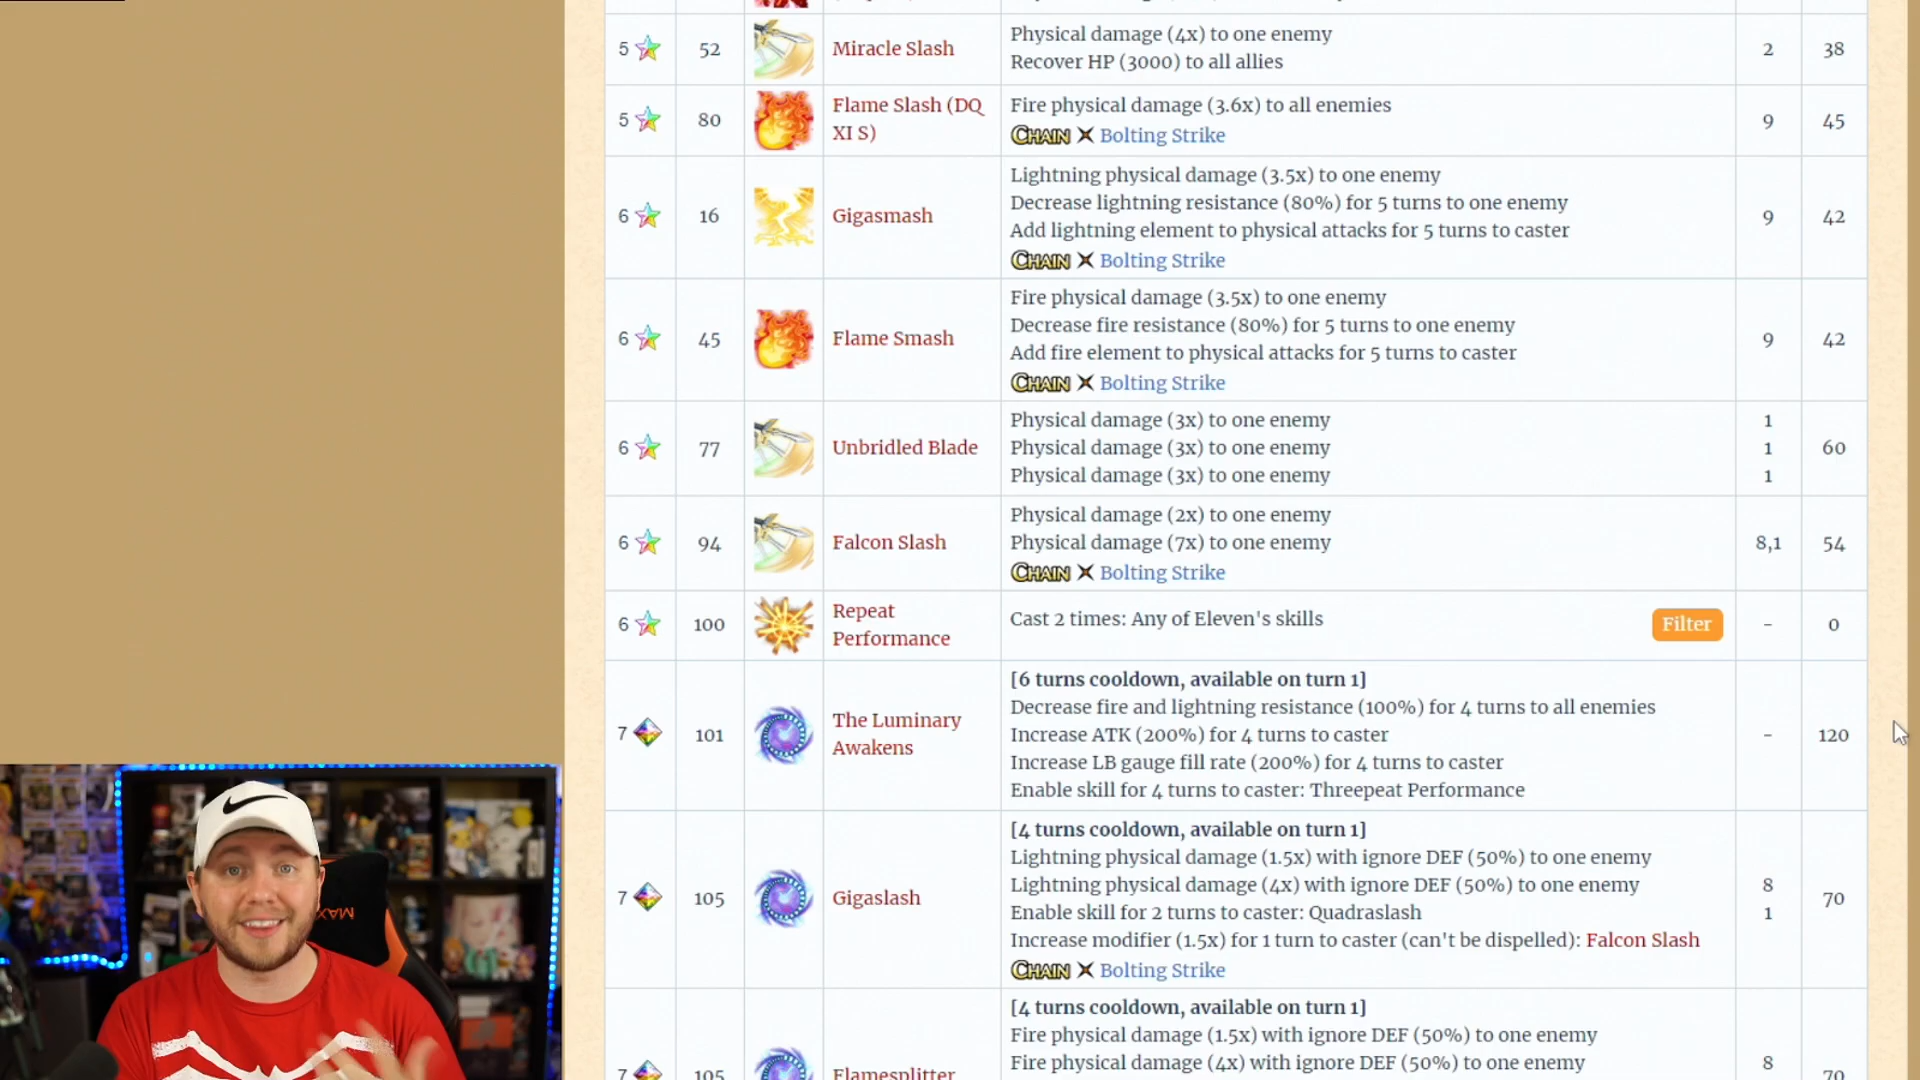 5 52 Miracle Slash Physical damage (4x) to one enemy 2 38
Recover HP (3000) to all allies
5 80 Flame Slash (DQ Fire physical damage (3.6x) to all enemies 9 45
XI S) CHAIN Bolting Strike
Lightning physical damage (3.5x) to one enemy
6 16 Gigasmash Decrease lightning resistance (80%) for 5 turns to one enemy 9 42
Add lightning element to physical attacks for 5 turns to caster
CHAIN Bolting Strike
Fire physical damage (3.5x) to one enemy
6 45 Flame Smash Decrease fire resistance (80%) for 5 turns to one enemy 9 42
Add fire element to physical attacks for 5 turns to caster
CHAIN Bolting Strike
Physical damage (3x) to one enemy 1
6 77 Unbridled Blade Physical damage (3x) to one enemy 1 60
Physical damage (3x) to one enemy 1
Physical damage (2x) to one enemy
6 94 Falcon Slash Physical damage (7x) to one enemy 8,1 54
CHAIN Bolting Strike
6 100 Repeat Cast 2 times: Any of Eleven's skills Filter - 0
Performance
[6 turns cooldown, available on turn 1]
Decrease fire and lightning resistance (100%) for 4 turns to all enemies
7 101 The Luminary Increase ATK (200%) for 4 turns to caster - 120
Awakens Increase LB gauge fill rate (200%) for 4 turns to caster
Enable skill for 4 turns to caster: Threepeat Performance
[4 turns cooldown, available on turn 1]
Lightning physical damage (1.5x) with ignore DEF (50%) to one enemy
7 105 Gigaslash Lightning physical damage (4x) with ignore DEF (50%) to one enemy 8 70
Enable skill for 2 turns to caster: Quadraslash 1
Increase modifier (1.5x) for 1 turn to caster (can't be dispelled): Falcon Slash
CHAIN Bolting Strike
[4 turns cooldown, available on turn 1]
Fire physical damage (1.5x) with ignore DEF (50%) to one enemy
7 105 Flamesplitter Fire physical damage (4x) with ignore DEF (50%) to one enemy 8 70
MAX